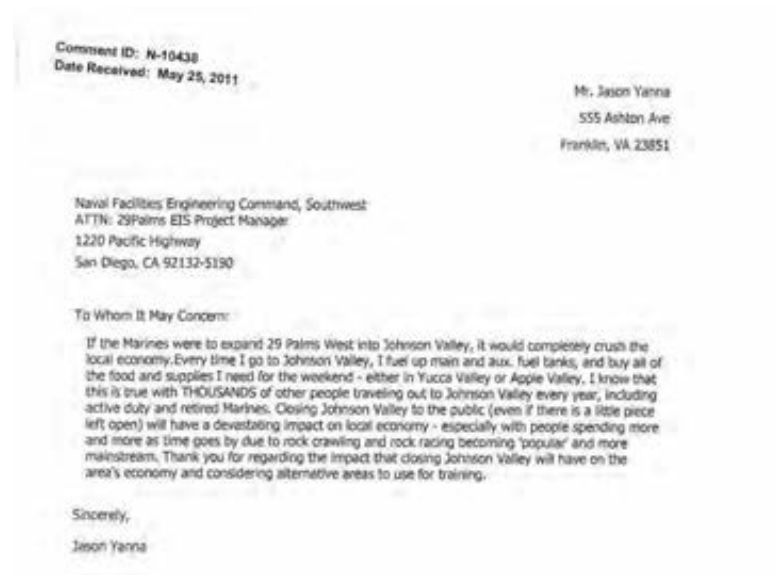 Comment ID: N-10438
Date Received: May 25, 2011
Mr. Jason Yanna
555 Ashton Ave
Franklin, VA 23851
Naval Facilities Engineering Command, Southwest
ATTN: 29Palms EIS Project Manager
1220 Pacific Highway
San Diego, CA 92132-5190
To Whom It May Concern:
If the Marines were to expand 29 Palms West into Johnson Valley, it would completely crush the
local economy.Every time I go to Johnson Valley, I fuel up main and aux. fuel tanks, and buy all of
the food and supplies I need for the weekend - either in Yucca Valley or Apple Valley. I know that
this is true with THOUSANDS of other people traveling out to Johnson Valley every year, including
active duty and retired Marines. Closing Johnson Valley to the public (even if there is a little piece
left open) will have a devastating impact on local economy - especially with people spending more
and more as time goes by due to rock crawling and rock racing becoming 'popular' and more
mainstream. Thank you for regarding the impact that closing Johnson Valley will have on the
area's economy and considering alternative areas to use for training.
Sincerely,
Jason Yanna